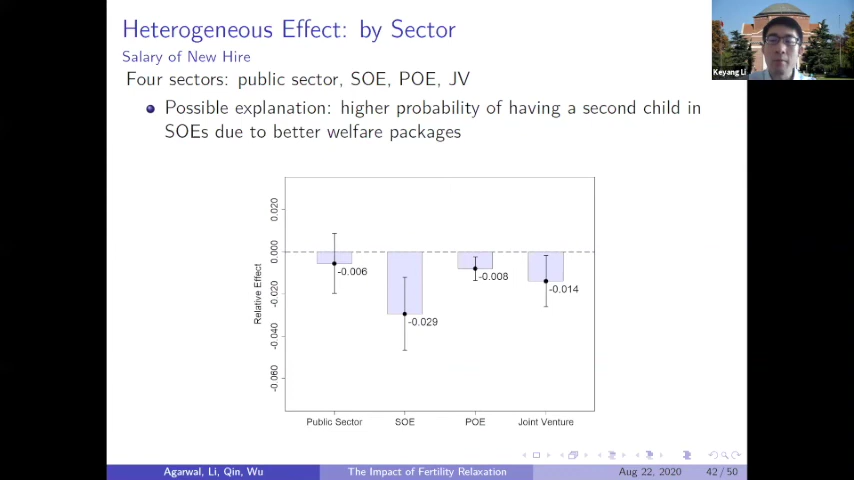 Heterogeneous Effect: by Sector
Salary of New Hire
Four sectors: public sector, SOE, POE, JV
Possible explanation: higher probability of having a second child in
SOEs due to better welfare packages
Keyang Li
Relative Effect
0.020
0.000
-0.020
-0.040
-0.060
-0.006
-0.029
-0.008
-0.014
Public Sector SOE POE Joint Venture
Agarwal, Li, Qin, Wu The Impact of Fertility Relaxation Aug 22, 2020 42 / 50